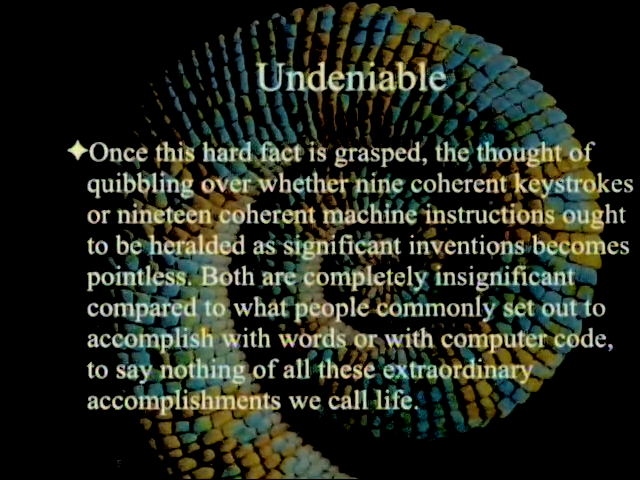 Undeniable
✦Once this hard fact is grasped, the thought of
quibbling over whether nine coherent keystrokes
or nineteen coherent machine instructions ought
to be heralded as significant inventions becomes
pointless. Both are completely insignificant
compared to what people commonly set out to
accomplish with words or with computer code,
to say nothing of all these extraordinary
accomplishments we call life.